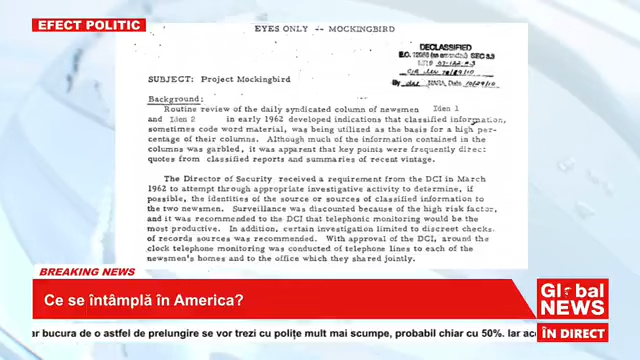 EFECT POLITIC
EYES ONLY -- MOCKINGBIRD
DECLASSIFIED
SUBJECT: Project Mockingbird
Background:
Routine review of the daily syndicated column of newsmen Iden 1
and Iden 2 in early 1962 developed indications that classified information,
sometimes code word material, was being utilized as the basis for a high per-
centage of their columns. Although much of the information contained in the
columns was garbled, it was apparent that key points were frequently direct
quotes from classified reports and summaries of recent vintage.
The Director of Security received a requirement from the DCI in March
1962 to attempt through appropriate investigative activity to determine, if
possible, the identities of the source or sources of classified information to
the two newsmen. Surveillance was discounted because of the high risk factor,
and it was recommended to the DCI that telephonic monitoring would be the
most productive. In addition, certain investigation limited to discreet checks
of records sources was recommended. With approval of the DCI, around the
clock telephone monitoring was conducted of telephone lines to each of the
newsmen's homes and to the office which they shared jointly.
BREAKING NEWS
Ce se întâmplă în America?
Global
NEWS
ÎN DIRECT
bucura de o astfel de prelungire se vor trezi cu polițe mult mai scumpe, probabil chiar cu 50%. Iar